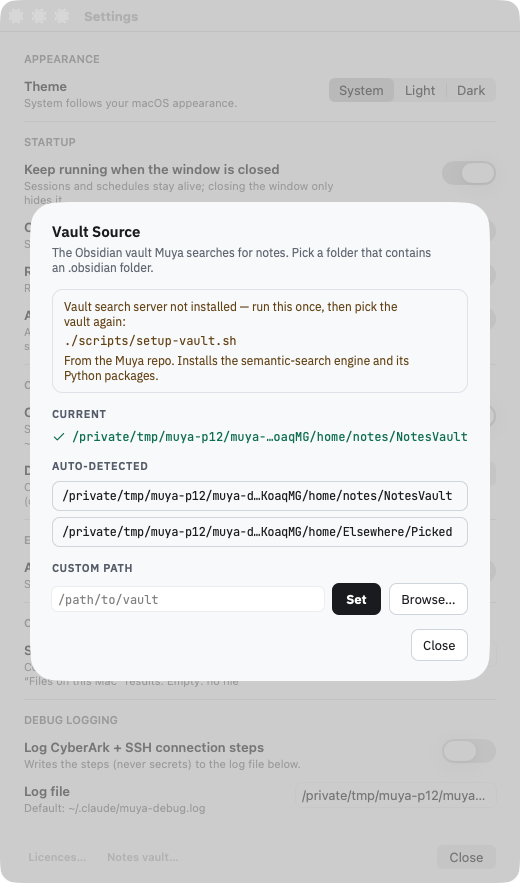 Settings
APPEARANCE
Theme
System follows your macOS appearance.
System
Light
Dark
STARTUP
Keep running when the window is closed
Sessions and schedules stay alive; closing the window only
hides it.
Vault Source
The Obsidian vault Muya searches for notes. Pick a folder that contains
an .obsidian folder.
Vault search server not installed — run this once, then pick the
vault again:
./scripts/setup-vault.sh
From the Muya repo. Installs the semantic-search engine and its
Python packages.
CURRENT
/private/tmp/muya-p12/muya-…oaqMG/home/notes/NotesVault
AUTO-DETECTED
/private/tmp/muya-p12/muya-d…KoaqMG/home/notes/NotesVault
/private/tmp/muya-p12/muya-d…KoaqMG/home/Elsewhere/Picked
CUSTOM PATH
/path/to/vault
Set
Browse…
Close
"Files on this Mac" results. Empty: no file
DEBUG LOGGING
Log CyberArk + SSH connection steps
Writes the steps (never secrets) to the log file below.
Log file
Default: ~/.claude/muya-debug.log
/private/tmp/muya-p12/muya…
Licences…
Notes vault…
Close